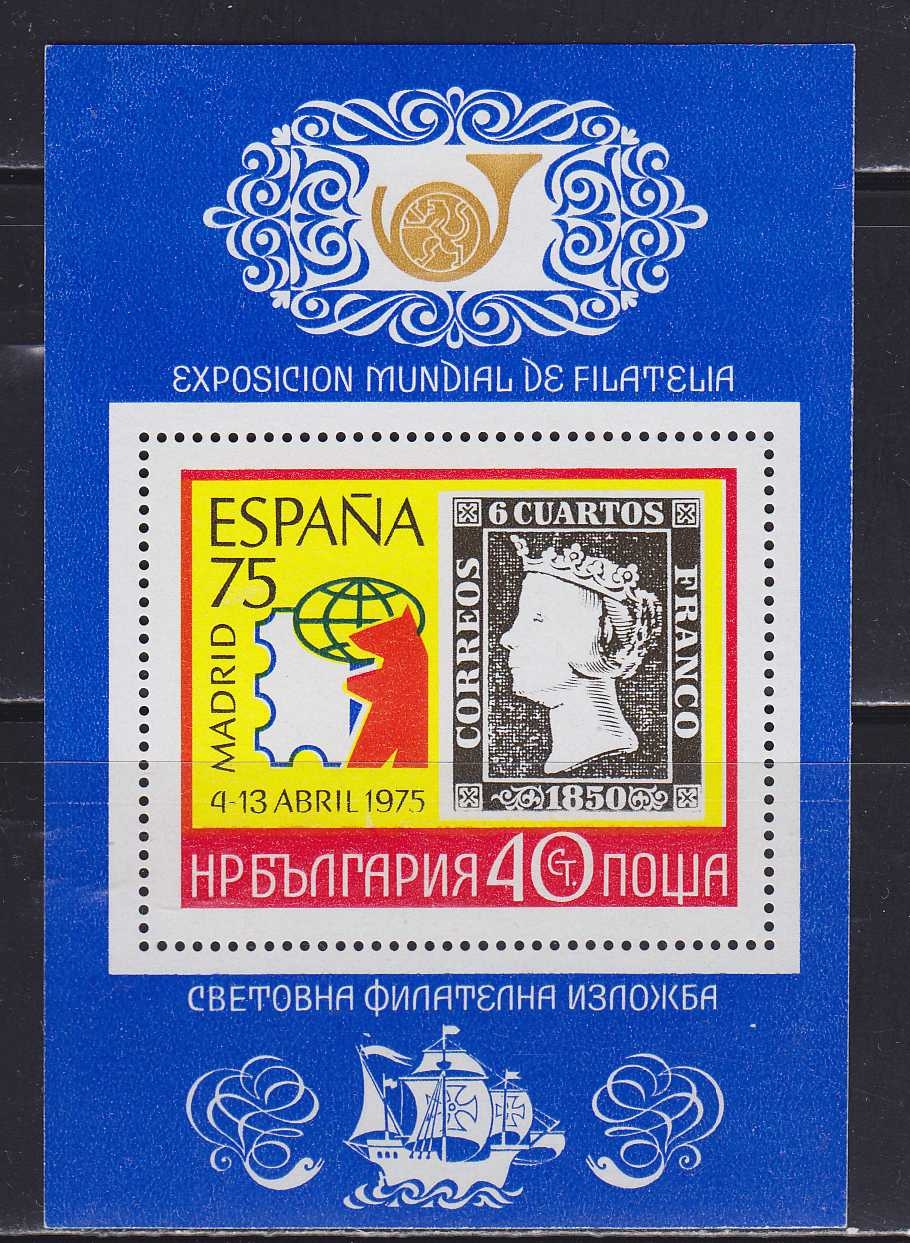 EXPOSICION MUNDIAL DE FILATELIA
ESPAÑA
75
MADRID
4-13 ABRIL 1975
6 CUARTOS
CORREOS
FRANCO
1850
НР БЪЛГАРИЯ 40 СТ. ПОЩА
СВЕТОВНА ФИЛАТЕЛНА ИЗЛОЖБА